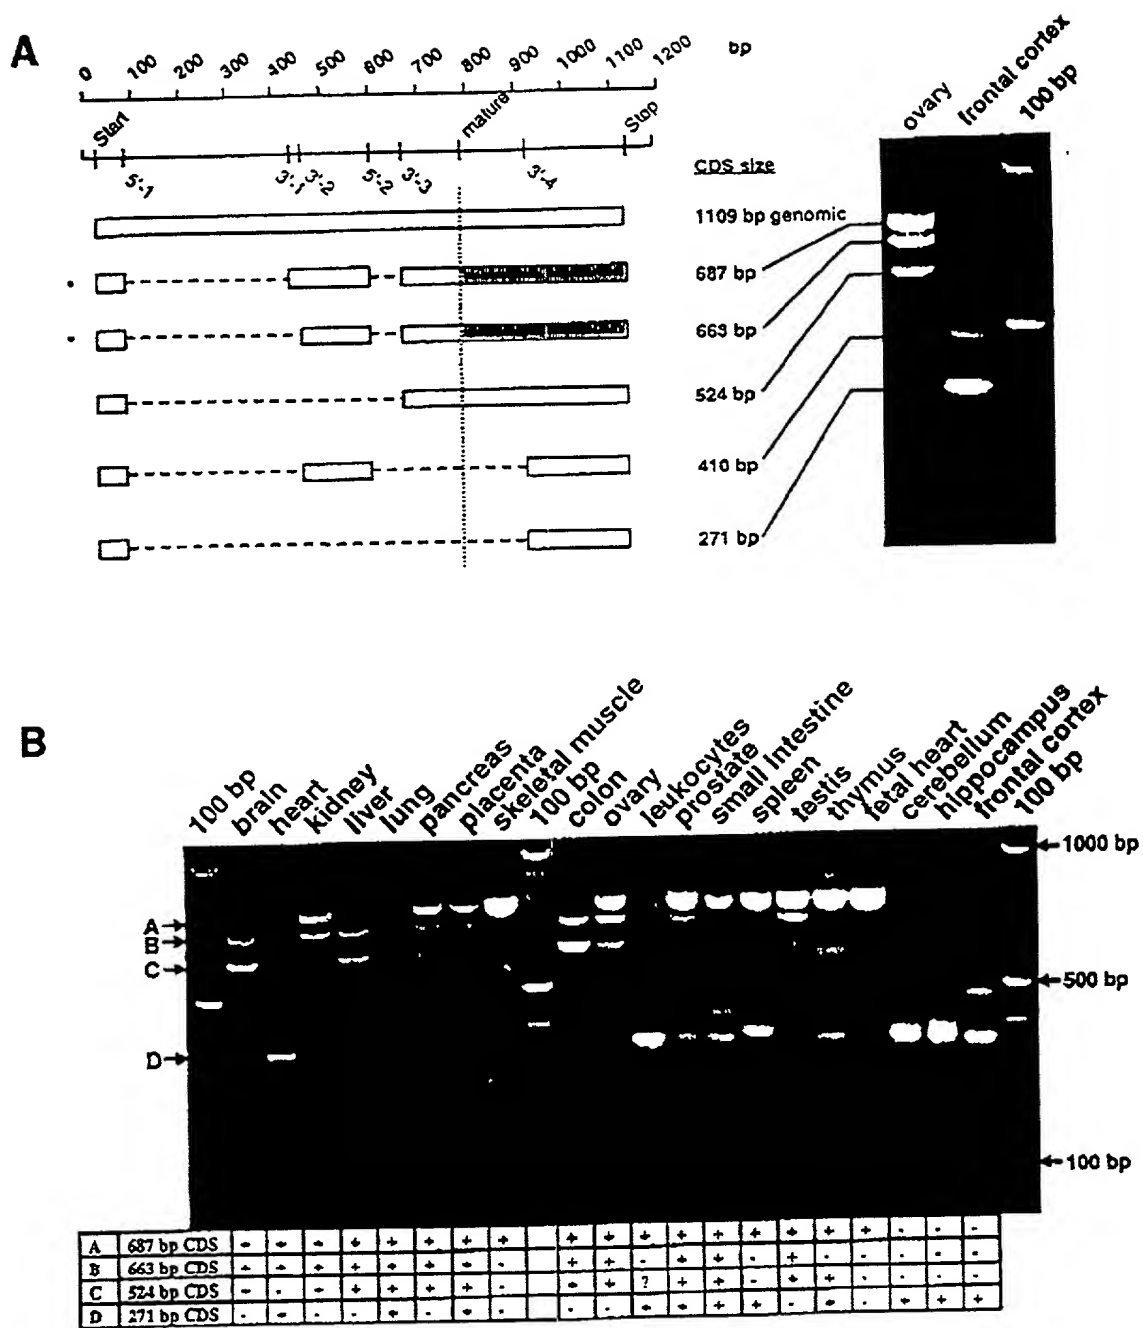 A
0 100 200 300 400 500 600 700 800 900 1000 1100 1200 bp
Start mature Stop
5'-1 3'-1 3'-2 5'-2 3'-3 3'-4
CDS size
1109 bp genomic
687 bp
663 bp
524 bp
410 bp
271 bp
ovary frontal cortex 100 bp
B
100 bp brain heart kidney liver lung pancreas placenta skeletal muscle 100 bp colon ovary leukocytes prostate small Intestine spleen testis thymus fetal heart cerebellum hippocampus frontal cortex 100 bp
1000 bp
A
B
C
500 bp
D
100 bp
A 687 bp CDS
B 663 bp CDS
C 524 bp CDS ?
D 271 bp CDS